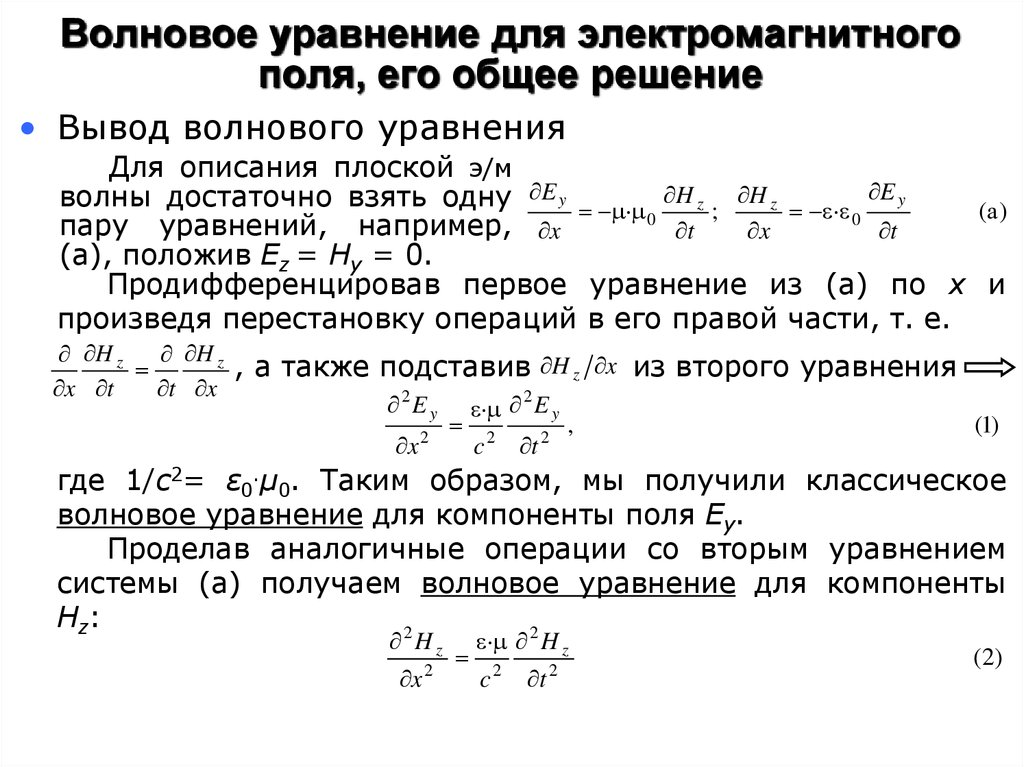 Волновое уравнение для электромагнитного
поля, его общее решение
• Вывод волнового уравнения
Для описания плоской э/м
волны достаточно взять одну
пару уравнений, например,
(а), положив E_z = H_y = 0.
∂E_y/∂x = −μ·μ_0 ∂H_z/∂t ; ∂H_z/∂x = −ε·ε_0 ∂E_y/∂t (a)
Продифференцировав первое уравнение из (а) по x и
произведя перестановку операций в его правой части, т. е.
∂/∂x ∂H_z/∂t = ∂/∂t ∂H_z/∂x , а также подставив ∂H_z/∂x из второго уравнения ⇒
∂²E_y/∂x² = ε·μ/c² ∂²E_y/∂t² , (1)
где 1/c²= ε_0·μ_0. Таким образом, мы получили классическое
волновое уравнение для компоненты поля E_y.
Проделав аналогичные операции со вторым уравнением
системы (а) получаем волновое уравнение для компоненты
H_z:
∂²H_z/∂x² = ε·μ/c² ∂²H_z/∂t² (2)